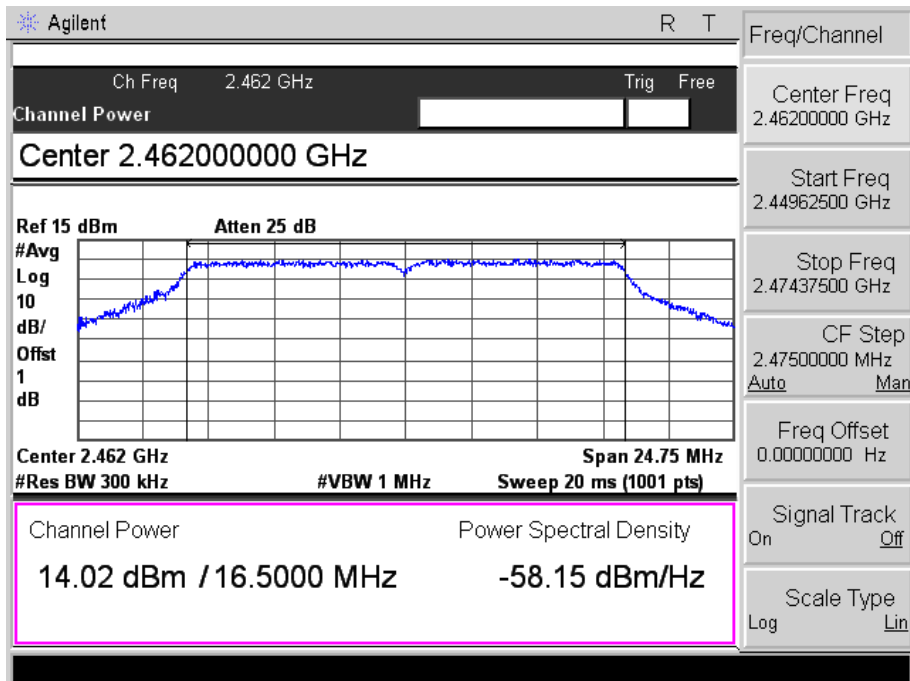 Agilent R T
Ch Freq 2.462 GHz Trig Free
Channel Power
Center 2.462000000 GHz
Ref 15 dBm Atten 25 dB
#Avg
Log
10
dB/
Offst
1
dB
Center 2.462 GHz Span 24.75 MHz
#Res BW 300 kHz #VBW 1 MHz Sweep 20 ms (1001 pts)
Channel Power Power Spectral Density
14.02 dBm / 16.5000 MHz -58.15 dBm/Hz
Freq/Channel
Center Freq
2.46200000 GHz
Start Freq
2.44962500 GHz
Stop Freq
2.47437500 GHz
CF Step
2.47500000 MHz
Auto Man
Freq Offset
0.00000000 Hz
Signal Track
On Off
Scale Type
Log Lin